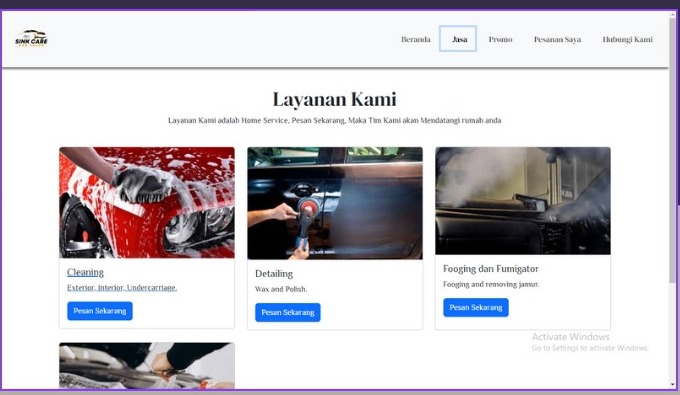 SINK CARE
Beranda
Jasa
Promo
Pesanan Saya
Hubungi Kami
Layanan Kami
Layanan Kami adalah Home Service, Pesan Sekarang, Maka Tim Kami akan Mendatangi rumah anda
Cleaning
Exterior, Interior, Undercarriage.
Pesan Sekarang
Detailing
Wax and Polish.
Pesan Sekarang
Fooging dan Fumigator
Fooging and removing jamur.
Pesan Sekarang
Activate Windows
Go to Settings to activate Windows.